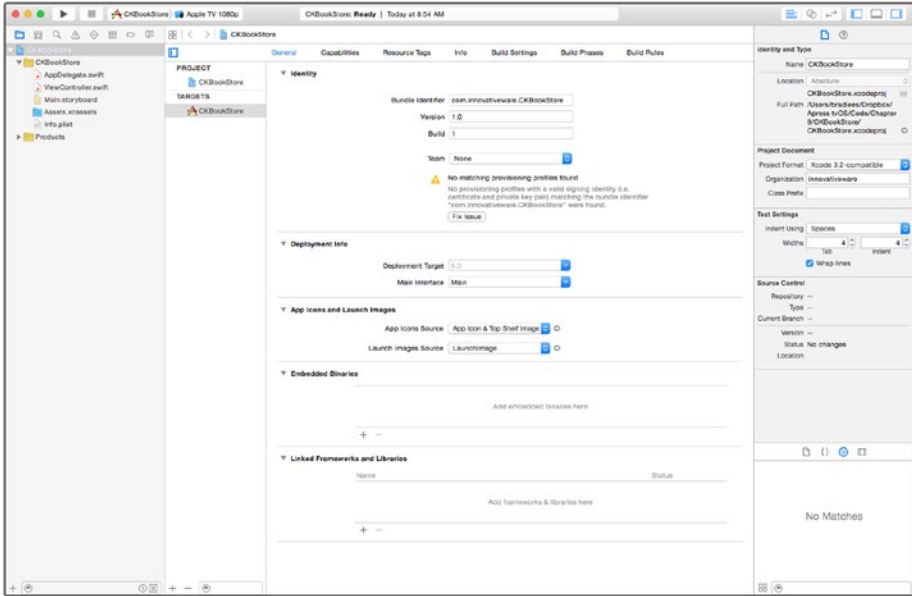 CKBookStore
Apple TV 1080p
CKBookStore: Ready | Today at 8:54 AM
CKBookStore
CKBookStore
CKBookStore
AppDelegate.swift
ViewController.swift
Main.storyboard
Assets.xcassets
Info.plist
Products
General
Capabilities
Resource Tags
Info
Build Settings
Build Phases
Build Rules
PROJECT
CKBookStore
TARGETS
CKBookStore
Identity
Bundle Identifier com.innovativeware.CKBookStore
Version 1.0
Build 1
Team None
No matching provisioning profiles found
No provisioning profiles with a valid signing identity (i.e.
certificate and private key pair) matching the bundle identifier
"com.innovativeware.CKBookStore" were found.
Fix Issue
Deployment Info
Deployment Target 9.0
Main Interface Main
App Icons and Launch Images
App Icons Source App Icon & Top Shelf Image
Launch Images Source LaunchImage
Embedded Binaries
Add embedded binaries here
Linked Frameworks and Libraries
Name Status
Add frameworks & libraries here
Identity and Type
Name CKBookStore
Location Absolute
CKBookStore.xcodeproj
Full Path /Users/bradlees/Dropbox/
Apress tvOS/Code/Chapter
8/CKBookStore/
CKBookStore.xcodeproj
Project Document
Project Format Xcode 3.2-compatible
Organization innovativeware
Class Prefix
Text Settings
Indent Using Spaces
Widths 4 4
Tab Indent
Wrap lines
Source Control
Repository --
Type --
Current Branch --
Version --
Status No changes
Location
No Matches